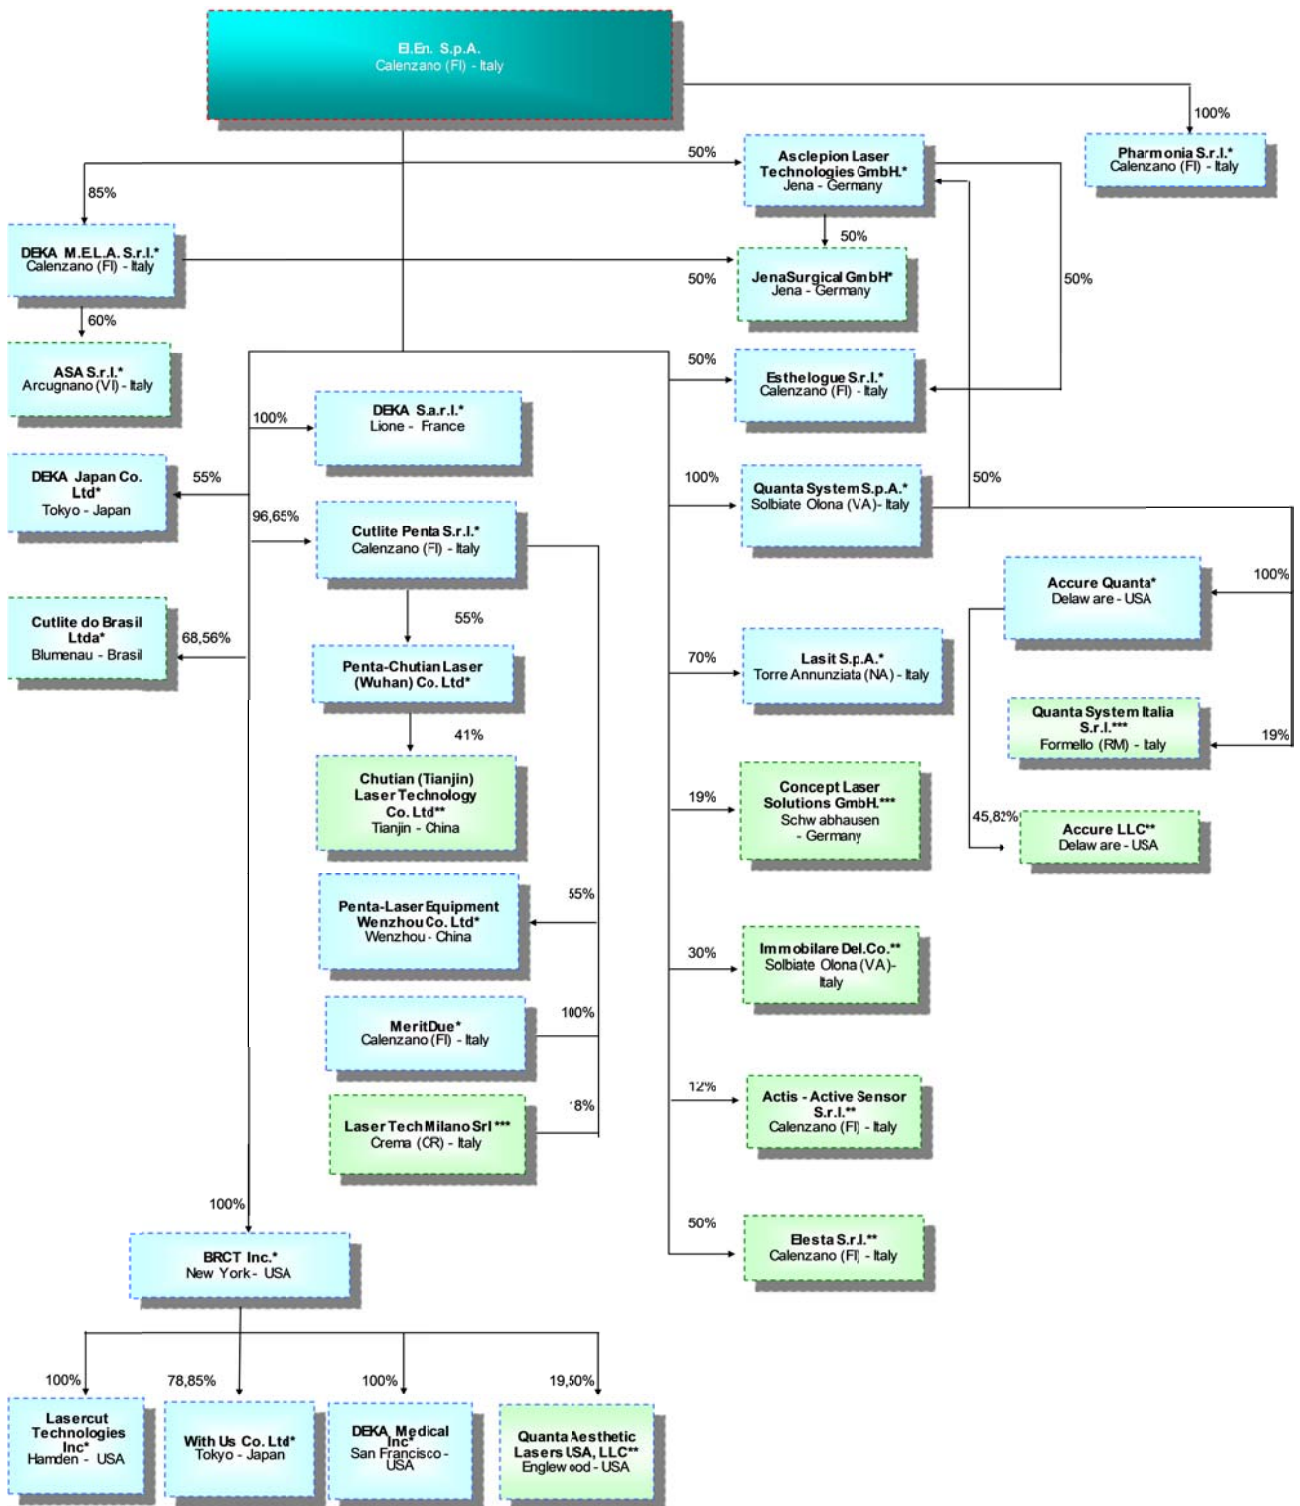 El.En. S.p.A.
Calenzano (FI) - Italy
100%
Pharmonia S.r.l.*
Calenzano (FI) - Italy
50%
Asclepion Laser
Technologies GmbH.*
Jena - Germany
85%
50%
DEKA M.E.L.A. S.r.l.*
Calenzano (FI) - Italy
50%
JenaSurgical GmbH*
Jena - Germany
50%
60%
ASA S.r.l.*
Arcugnano (VI) - Italy
50%
Esthelogue S.r.l.*
Calenzano (FI) - Italy
100%
DEKA S.a.r.l.*
Lione - France
55%
DEKA Japan Co.
Ltd*
Tokyo - Japan
100%
Quanta System S.p.A.*
Solbiate Olona (VA)- Italy
50%
96,65%
Cutlite Penta S.r.l.*
Calenzano (FI) - Italy
Accure Quanta*
Delaware - USA
100%
55%
Cutlite do Brasil
Ltda*
Blumenau - Brasil
68,56%
Penta-Chutian Laser
(Wuhan) Co. Ltd*
70%
Lasit S.p.A.*
Torre Annunziata (NA) - Italy
Quanta System Italia
S.r.l.***
Formello (RM) - Italy
19%
41%
Chutian (Tianjin)
Laser Technology
Co. Ltd**
Tianjin - China
19%
Concept Laser
Solutions GmbH.***
Schwabhausen
- Germany
45,82%
Accure LLC**
Delaware - USA
55%
Penta-Laser Equipment
Wenzhou Co. Ltd*
Wenzhou - China
30%
Immobilare Del.Co.**
Solbiate Olona (VA)-
Italy
100%
MeritDue*
Calenzano (FI) - Italy
12%
Actis - Active Sensor
S.r.l.**
Calenzano (FI) - Italy
18%
Laser Tech Milano Srl ***
Crema (CR) - Italy
100%
50%
Elesta S.r.l.**
Calenzano (FI) - Italy
BRCT Inc.*
New York - USA
100%
78,85%
100%
19,50%
Lasercut
Technologies
Inc*
Hamden - USA
With Us Co. Ltd*
Tokyo - Japan
DEKA Medical
Inc*
San Francisco -
USA
Quanta Aesthetic
Lasers USA, LLC**
Englewood - USA